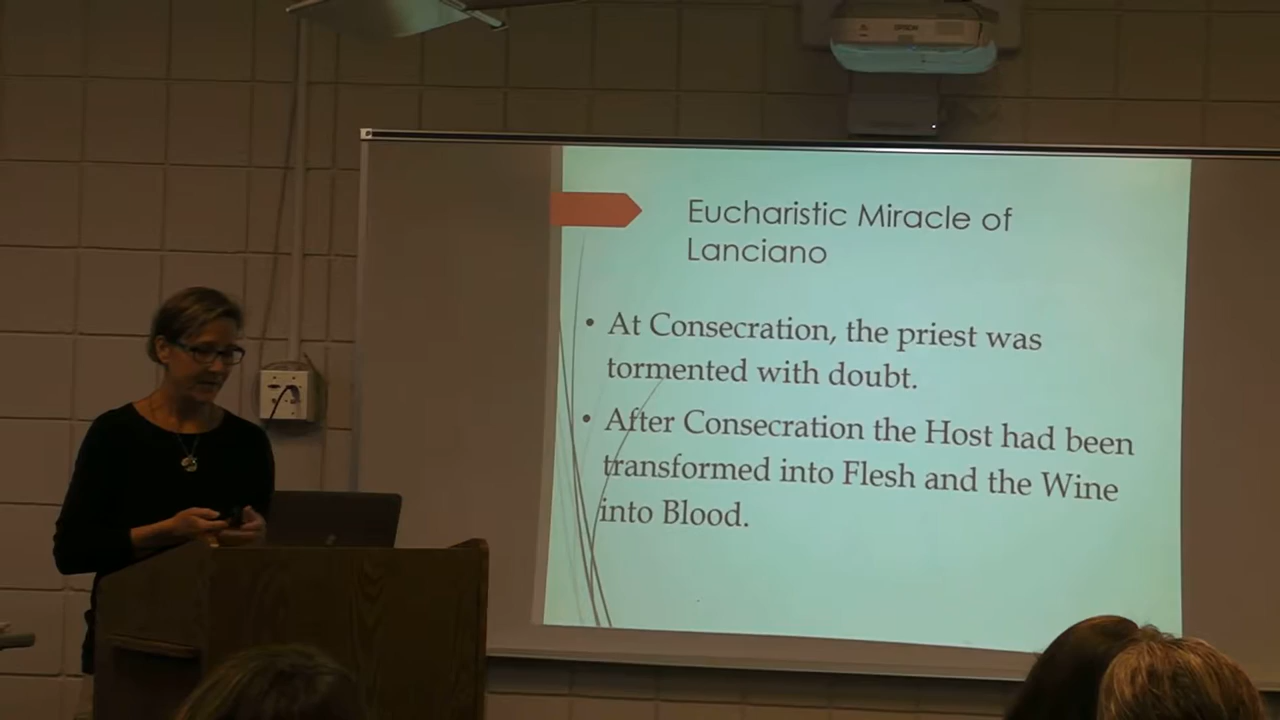 EPSON
Eucharistic Miracle of
Lanciano
• At Consecration, the priest was
tormented with doubt.
• After Consecration the Host had been
transformed into Flesh and the Wine
into Blood.